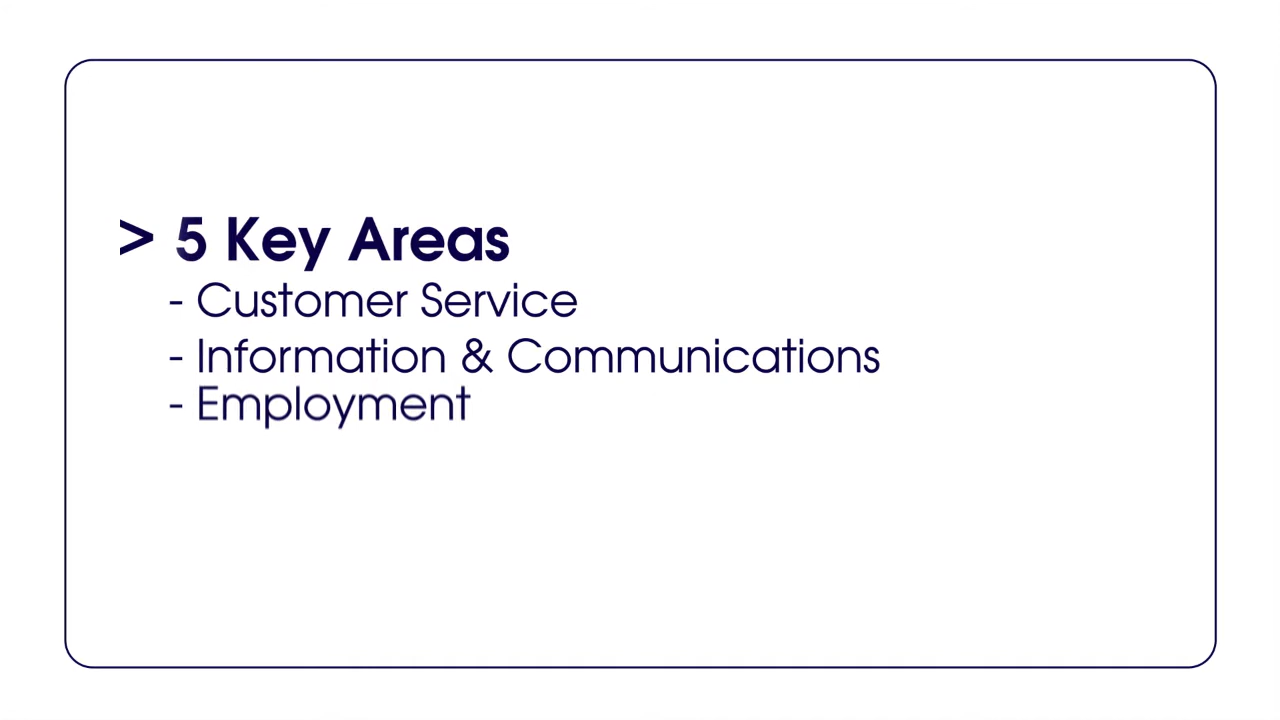 > 5 Key Areas
- Customer Service
- Information & Communications
- Employment